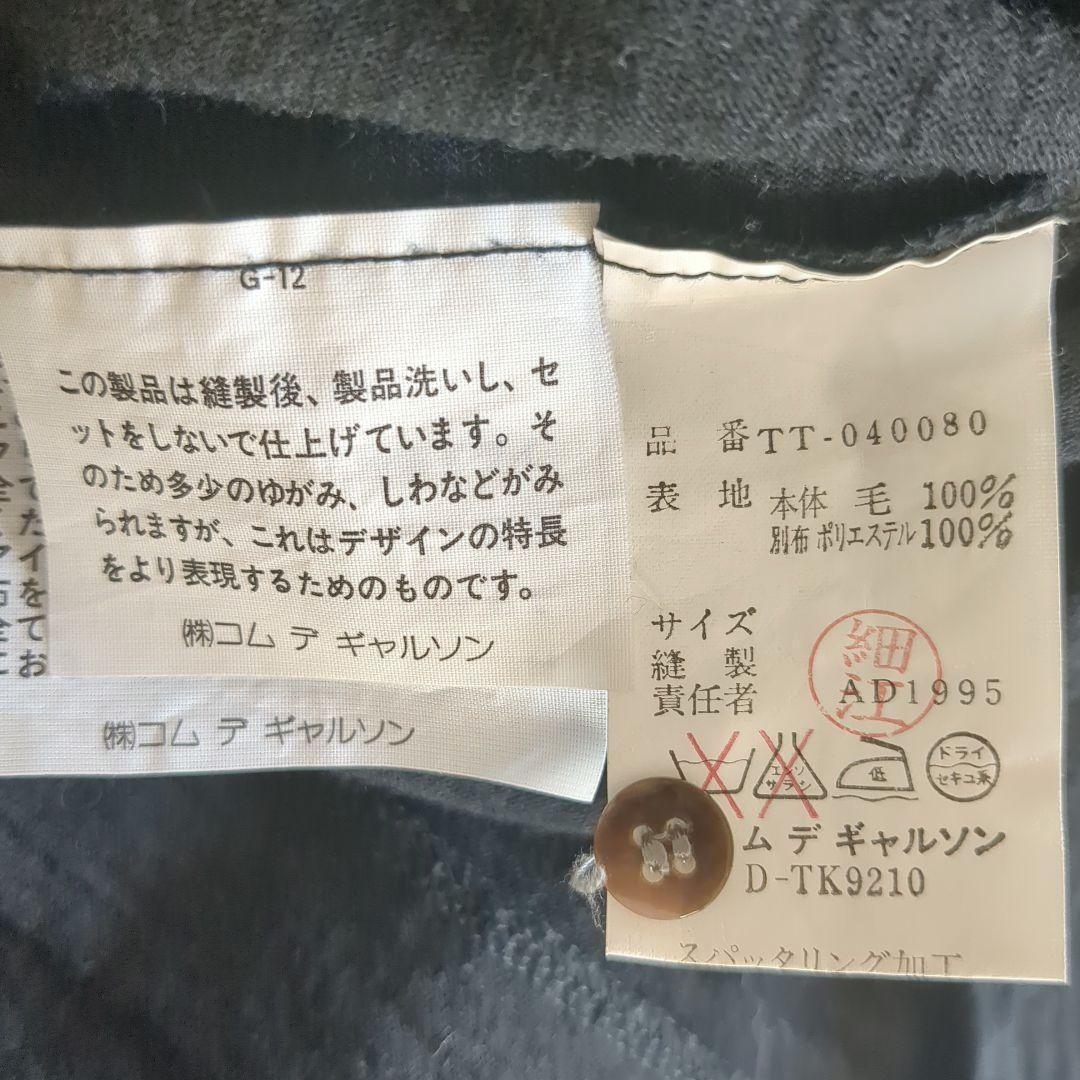 G-12
この製品は縫製後、製品洗いし、セ
ットをしないで仕上げています。そ
のため多少のゆがみ、しわなどがみ
られますが、これはデザインの特長
をより表現するためのものです。
㈱コム デ ギャルソン
㈱コム デ ギャルソン
品 番 TT-040080
表 地 本体 毛 100%
別布 ポリエステル 100%
サイズ
縫 製
責任者 AD1995
細江
エンソ
サラシ
低
ドライ
セキユ系
ム デ ギャルソン
D-TK9210
スパッタリング加工